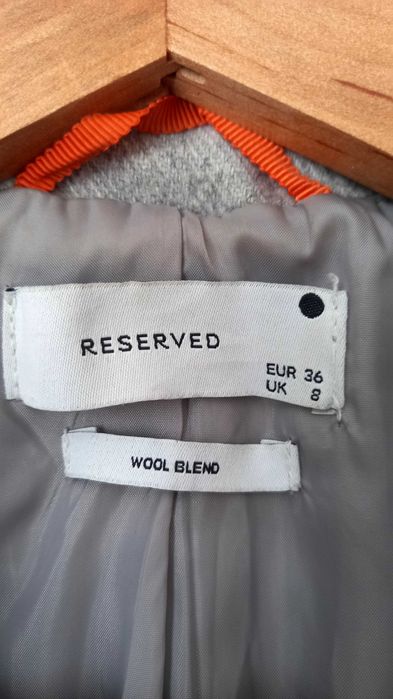 RESERVED
EUR 36
UK 8
WOOL BLEND